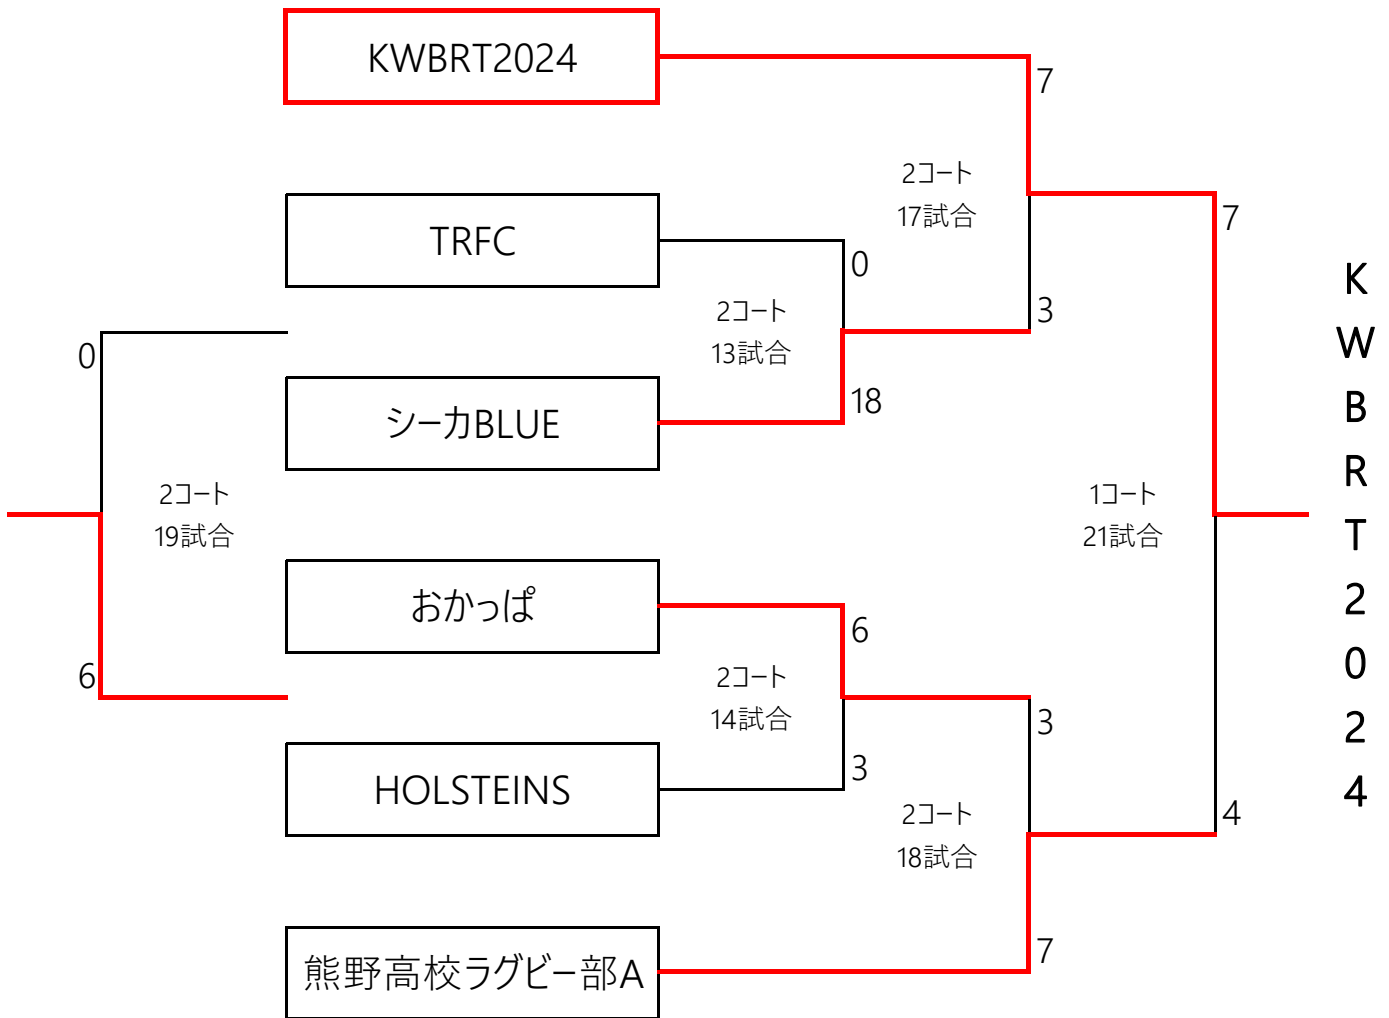 KWBRT2024
7
2コート
17試合
7
TRFC
0
2コート
13試合
3
0
シーカBLUE
18
2コート
19試合
1コート
21試合
おかっぱ
6
6
2コート
14試合
3
HOLSTEINS
3
2コート
18試合
4
熊野高校ラグビー部A
7
K
W
B
R
T
2
0
2
4